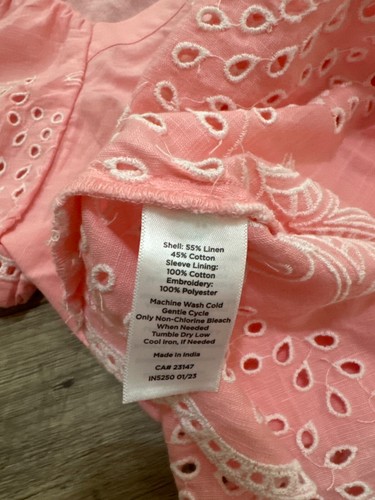 Shell: 55% Linen
45% Cotton
Sleeve Lining:
100% Cotton
Embroidery:
100% Polyester
Machine Wash Cold
Gentle Cycle
Only Non-Chlorine Bleach
When Needed
Tumble Dry Low
Cool Iron, If Needed
Made in India
CA# 23147
IN5250 01/23